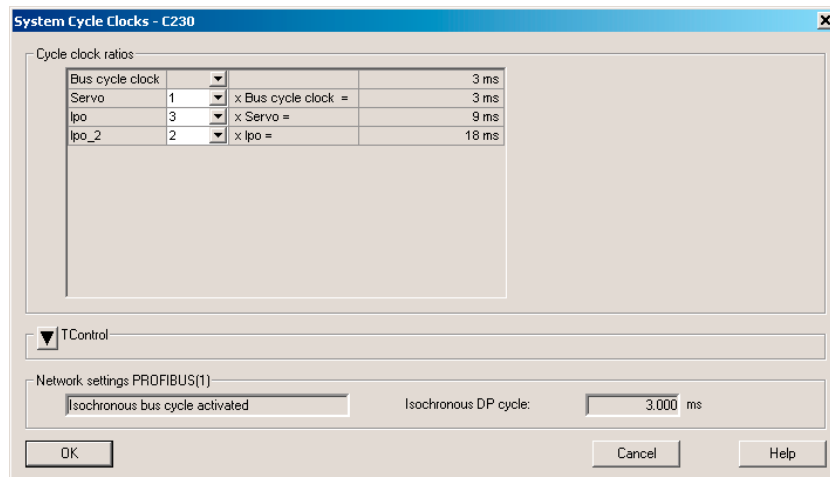 System Cycle Clocks - C230
Cycle clock ratios
Bus cycle clock 3 ms
Servo 1 x Bus cycle clock = 3 ms
Ipo 3 x Servo = 9 ms
Ipo_2 2 x Ipo = 18 ms
TControl
Network settings PROFIBUS(1)
Isochronous bus cycle activated Isochronous DP cycle: 3.000 ms
OK Cancel Help